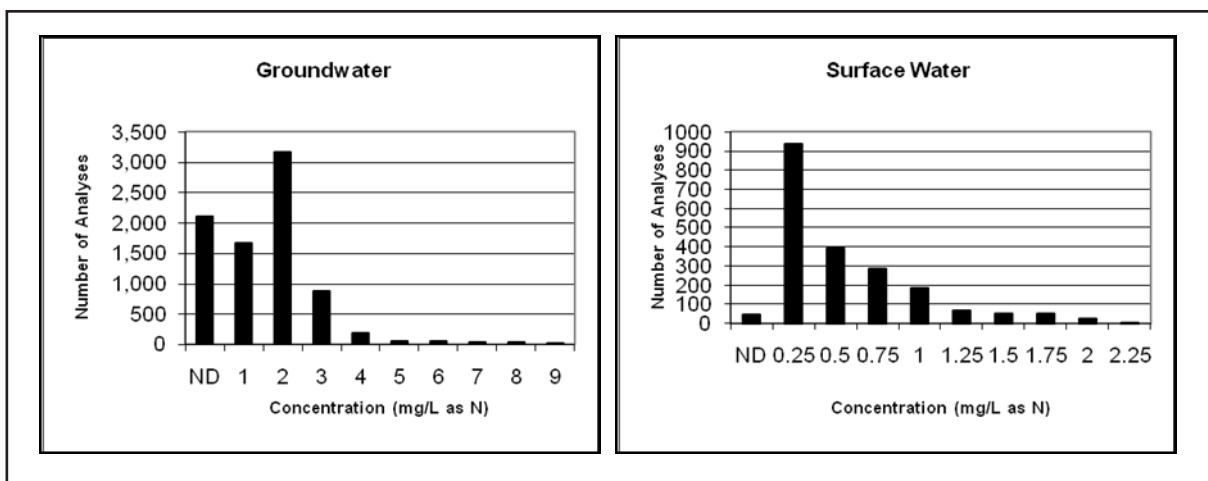 Groundwater
Number of Analyses
3,500
3,000
2,500
2,000
1,500
1,000
500
0
ND 1 2 3 4 5 6 7 8 9
Concentration (mg/L as N)
Surface Water
Number of Analyses
1000
900
800
700
600
500
400
300
200
100
0
ND 0.25 0.5 0.75 1 1.25 1.5 1.75 2 2.25
Concentration (mg/L as N)